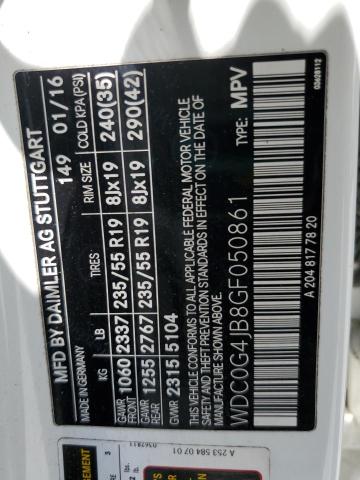 MFD BY DAIMLER AG STUTTGART
MADE IN GERMANY 149 01/16
KG LB TIRES RIM SIZE COLD KPA(PSI)
GAWR FRONT 1060 2337 235/55 R19 8Jx19 240(35)
GAWR REAR 1255 2767 235/55 R19 8Jx19 290(42)
GVWR 2315 5104
THIS VEHICLE CONFORMS TO ALL APPLICABLE FEDERAL MOTOR VEHICLE
SAFETY, THEFT PREVENTION AND BUMPER STANDARDS IN EFFECT ON THE DATE OF
MANUFACTURE SHOWN ABOVE.
TYPE: MPV
WDC0G4JB8GF050861
A 204 817 78 20
03628112
A 253 584 07 01
0362811
3